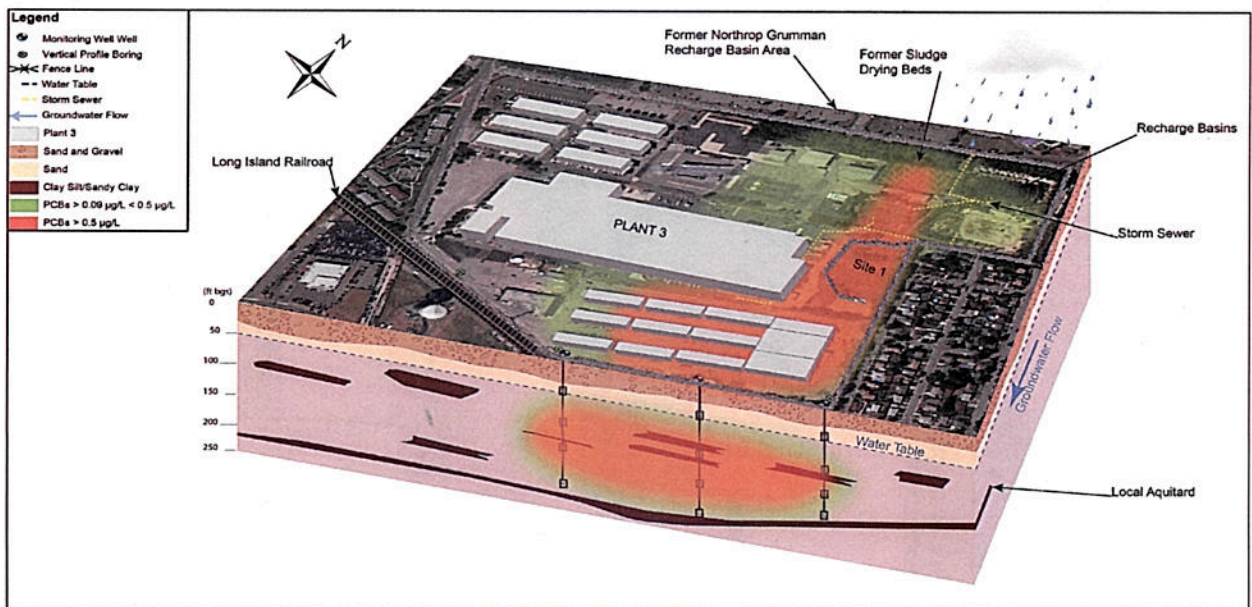 Legend
Monitoring Well Well
Vertical Profile Boring
Fence Line
Water Table
Storm Sewer
Groundwater Flow
Plant 3
Sand and Gravel
Sand
Clay Silt/Sandy Clay
PCBs > 0.09 µg/L < 0.5 µg/L
PCBs > 0.5 µg/L
N
Former Northrop Grumman
Recharge Basin Area
Former Sludge
Drying Beds
Recharge Basins
Long Island Railroad
PLANT 3
Storm Sewer
Site 1
(ft bgs)
0
50
100
150
200
250
Groundwater Flow
Water Table
Local Aquitard